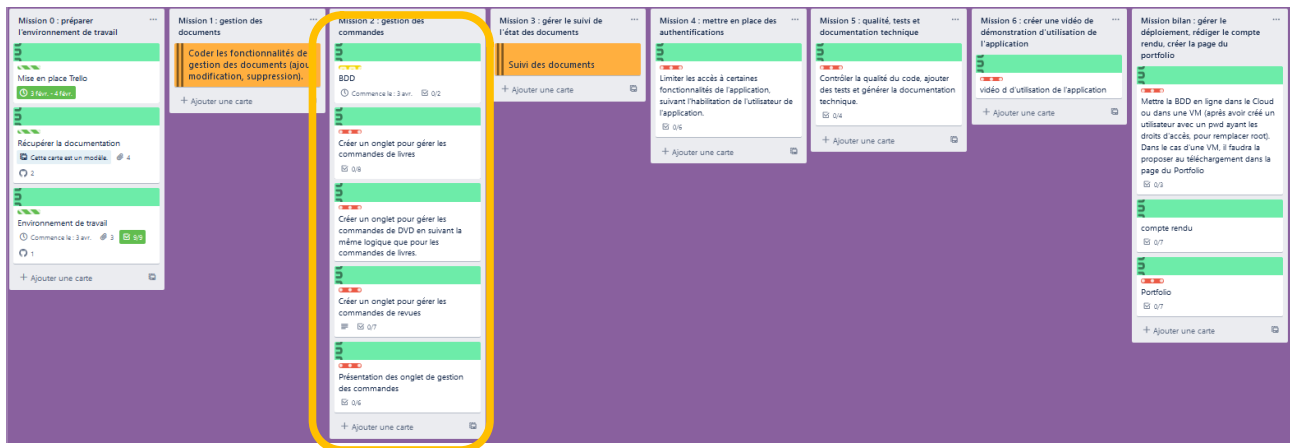 Mission 0 : préparer
l'environnement de travail
Mise en place Trello
3 févr. - 4 févr.
Récupérer la documentation
Cette carte est un modèle. 4
2
Environnement de travail
Commence le : 3 avr. 3 9/9
1
+ Ajouter une carte
Mission 1 : gestion des
documents
Coder les fonctionnalités de
gestion des documents (ajout
modification, suppression).
+ Ajouter une carte
Mission 2 : gestion des
commandes
BDD
Commence le : 3 avr. 0/2
Créer un onglet pour gérer les
commandes de livres
0/8
Créer un onglet pour gérer les
commandes de DVD en suivant la
même logique que pour les
commandes de livres.
Créer un onglet pour gérer les
commandes de revues
0/7
Présentation des onglet de gestion
des commandes
0/6
+ Ajouter une carte
Mission 3 : gérer le suivi de
l'état des documents
Suivi des documents
+ Ajouter une carte
Mission 4 : mettre en place des
authentifications
Limiter les accès à certaines
fonctionnalités de l'application,
suivant l'habilitation de l'utilisateur de
l'application.
0/6
+ Ajouter une carte
Mission 5 : qualité, tests et
documentation technique
Contrôler la qualité du code, ajouter
des tests et générer la documentation
technique.
0/4
+ Ajouter une carte
Mission 6 : créer une vidéo de
démonstration d'utilisation de
l'application
vidéo d d'utilisation de l'application
+ Ajouter une carte
Mission bilan : gérer le
déploiement, rédiger le compte
rendu, créer la page du
portfolio
Mettre la BDD en ligne dans le Cloud
ou dans une VM (après avoir créé un
utilisateur avec un pwd ayant les
droits d'accès, pour remplacer root).
Dans le cas d'une VM, il faudra la
proposer au téléchargement dans la
page du Portfolio
0/3
compte rendu
0/7
Portfolio
0/7
+ Ajouter une carte